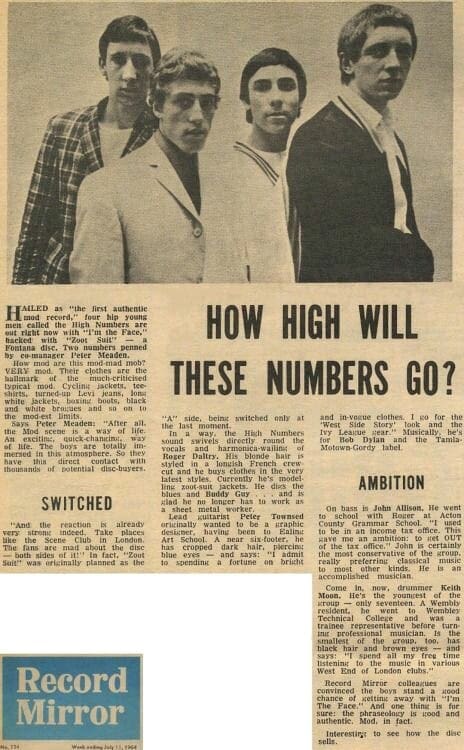 HOW HIGH WILL
THESE NUMBERS GO?
HAILED as "the first authentic
mod record," four hip young
men called the High Numbers are
out right now with "I'm the Face,"
backed with "Zoot Suit" — a
Fontana disc. Two numbers penned
by co-manager Peter Meaden.
How mod are this mod-mad mob?
VERY mod. Their clothes are the
hallmark of the much-criticised
typical mod. Cycling jackets, tee-
shirts, turned-up Levi jeans, long
white jackets, boxing boots, black
and white brogues and so on to
the mod-est limits.
Says Peter Meaden: "After all,
the Mod scene is a way of life.
An exciting, quick-changing, way
of life. The boys are totally im-
mersed in this atmosphere. So they
have this direct contact with
thousands of potential disc-buyers.
SWITCHED
"And the reaction is already
very strong indeed. Take places
like the Scene Club in London.
The fans are mad about the disc
— both sides of it!" In fact, "Zoot
Suit" was originally planned as the
"A" side, being switched only at
the last moment.
In a way, the High Numbers
sound swivels directly round the
vocals and harmonica-wailing of
Roger Daltry. His blonde hair is
styled in a longish French crew-
cut and he buys clothes in the very
latest styles. Currently he's model-
ling zoot-suit jackets. He digs the
blues and Buddy Guy . . . and is
glad he no longer has to work as
a sheet metal worker.
Lead guitarist Peter Townsed
originally wanted to be a graphic
designer, having been to Ealing
Art School. A near six-footer, he
has cropped dark hair, piercing
blue eyes — and says: "I admit
to spending a fortune on bright
and in-vogue clothes. I go for the
'West Side Story' look and the
Ivy League gear." Musically, he's
for Bob Dylan and the Tamla-
Motown-Gordy label.
AMBITION
On bass is John Allison. He went
to school with Roger at Acton
County Grammar School. "I used
to be in an income tax office. This
gave me an ambition: to get OUT
of the tax office." John is certainly
the most conservative of the group,
really preferring classical music
to most other kinds. He is an
accomplished musician.
Come in, now, drummer Keith
Moon. He's the youngest of the
group — only seventeen. A Wembly
resident, he went to Wembley
Technical College and was a
trainee representative before turn-
ing professional musician. Is the
smallest of the group, too, has
black hair and brown eyes — and
says: "I spend all my free time
listening to the music in various
West End of London clubs."
Record Mirror colleagues are
convinced the boys stand a good
chance of getting away with "I'm
The Face." And one thing is for
sure: the phraseology is good and
authentic. Mod, in fact.
Interesting to see how the disc
sells.
Record
Mirror
No. 174
Week ending July 11, 1964